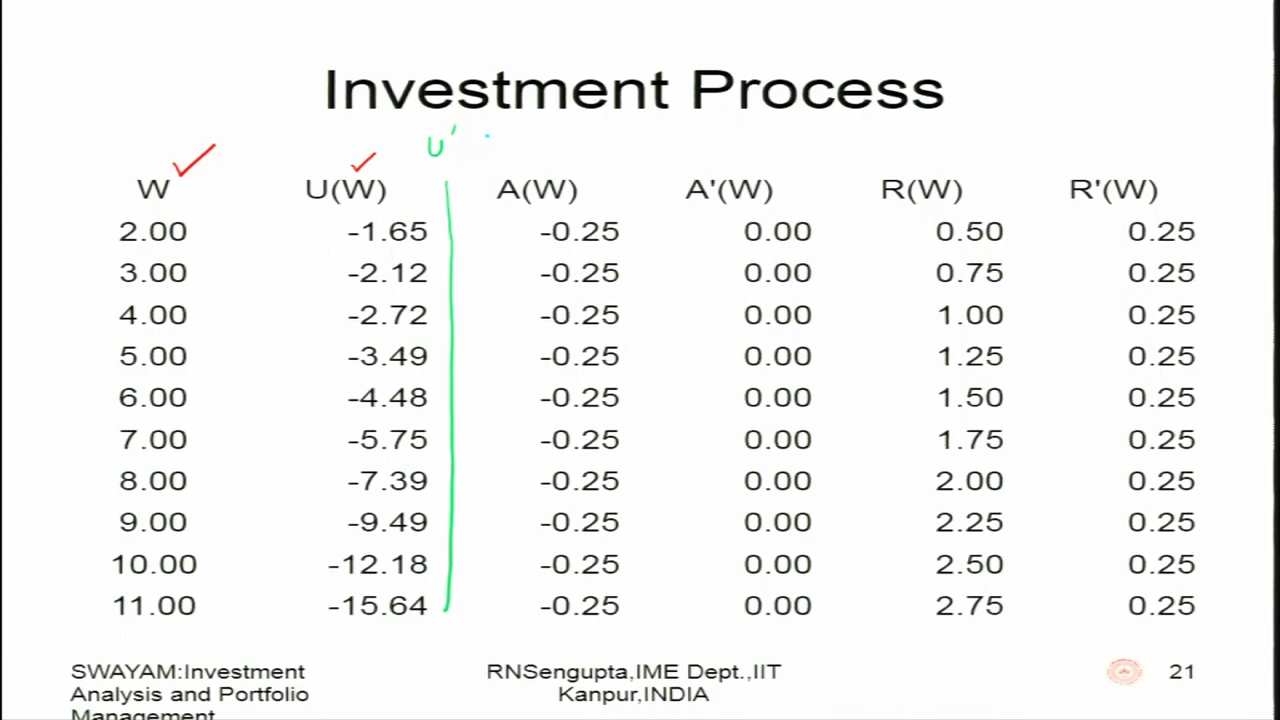 Investment Process
U'
W U(W) A(W) A'(W) R(W) R'(W)
2.00 -1.65 -0.25 0.00 0.50 0.25
3.00 -2.12 -0.25 0.00 0.75 0.25
4.00 -2.72 -0.25 0.00 1.00 0.25
5.00 -3.49 -0.25 0.00 1.25 0.25
6.00 -4.48 -0.25 0.00 1.50 0.25
7.00 -5.75 -0.25 0.00 1.75 0.25
8.00 -7.39 -0.25 0.00 2.00 0.25
9.00 -9.49 -0.25 0.00 2.25 0.25
10.00 -12.18 -0.25 0.00 2.50 0.25
11.00 -15.64 -0.25 0.00 2.75 0.25
SWAYAM:Investment
Analysis and Portfolio
Management
RNSengupta,IME Dept.,IIT
Kanpur,INDIA
21